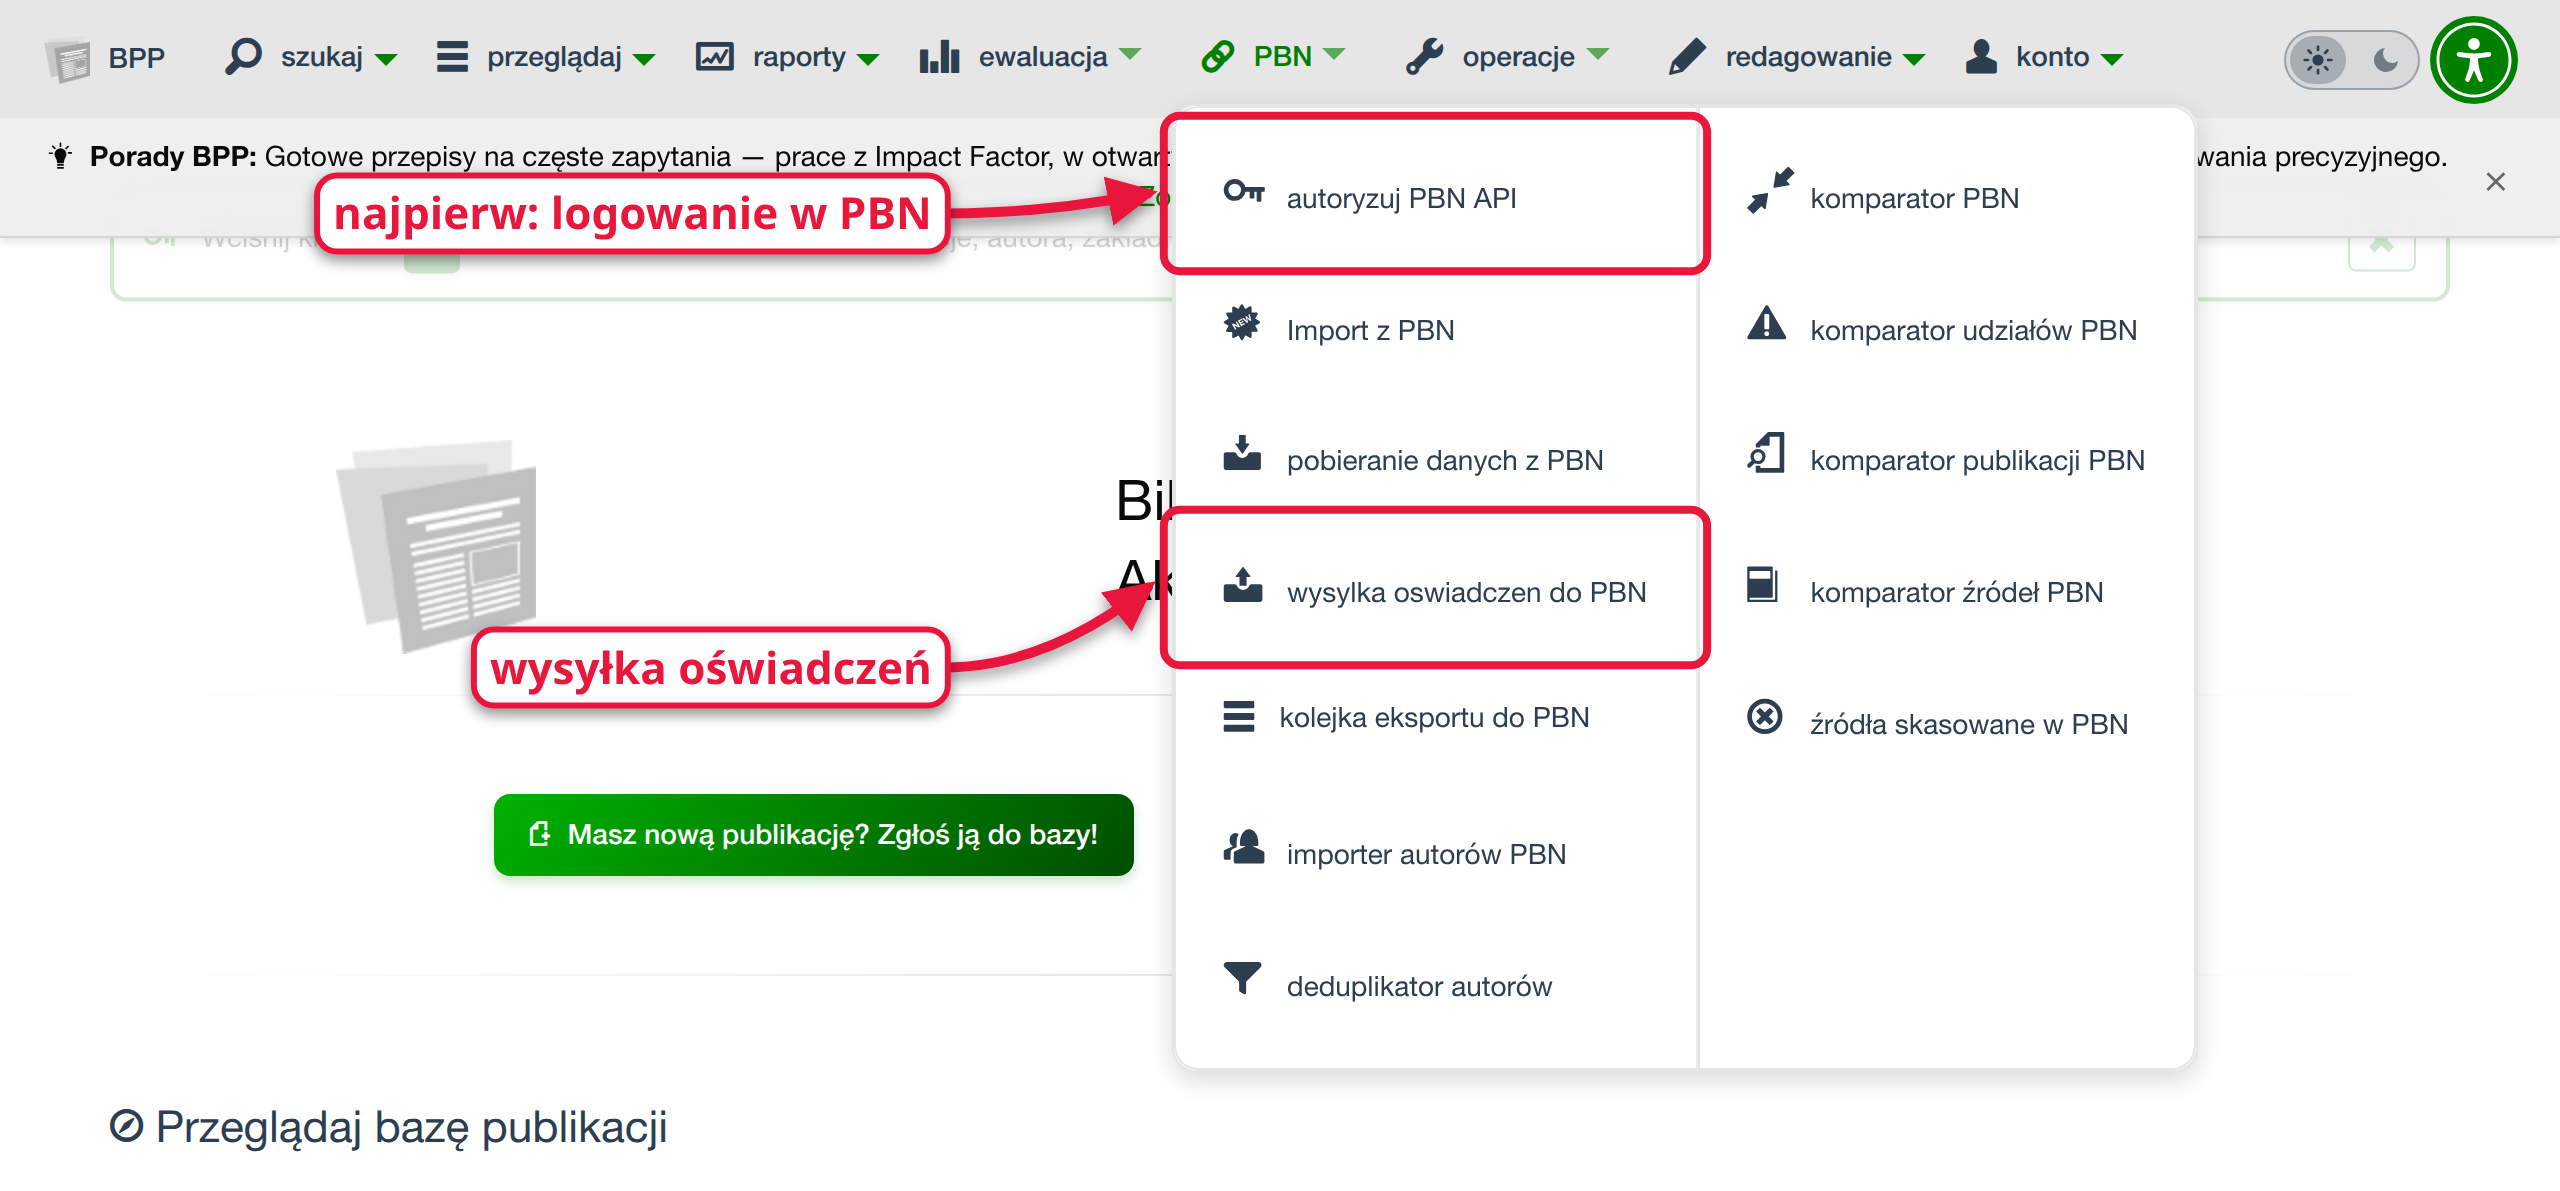 BPP
szukaj
przeglądaj
raporty
ewaluacja
PBN
operacje
redagowanie
konto
Porady BPP: Gotowe przepisy na częste zapytania — prace z Impact Factor, w otwar
wania precyzyjnego.
najpierw: logowanie w PBN
autoryzuj PBN API
komparator PBN
Import z PBN
komparator udziałów PBN
pobieranie danych z PBN
komparator publikacji PBN
wysylka oswiadczen do PBN
komparator źródeł PBN
wysyłka oświadczeń
kolejka eksportu do PBN
źródła skasowane w PBN
Masz nową publikację? Zgłoś ją do bazy!
importer autorów PBN
deduplikator autorów
Przeglądaj bazę publikacji